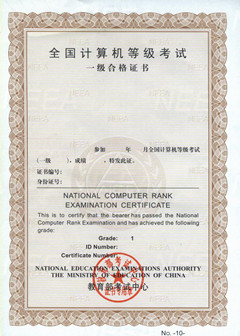 全国计算机等级考试
一级合格证书
参加 年 月全国计算机等级考试
(一级 ),成绩 ,特发此证。
证书编号:
身份证号:
NATIONAL COMPUTER RANK
EXAMINATION CERTIFICATE
This is to certify that the bearer has passed the National
Computer Rank Examination and has achieved the following
grade:
Grade: 1
ID Number:
Certificate Number:
NATIONAL EDUCATION EXAMINATIONS AUTHORITY
THE MINISTRY OF EDUCATION OF CHINA
教育部考试中心
No. -10-